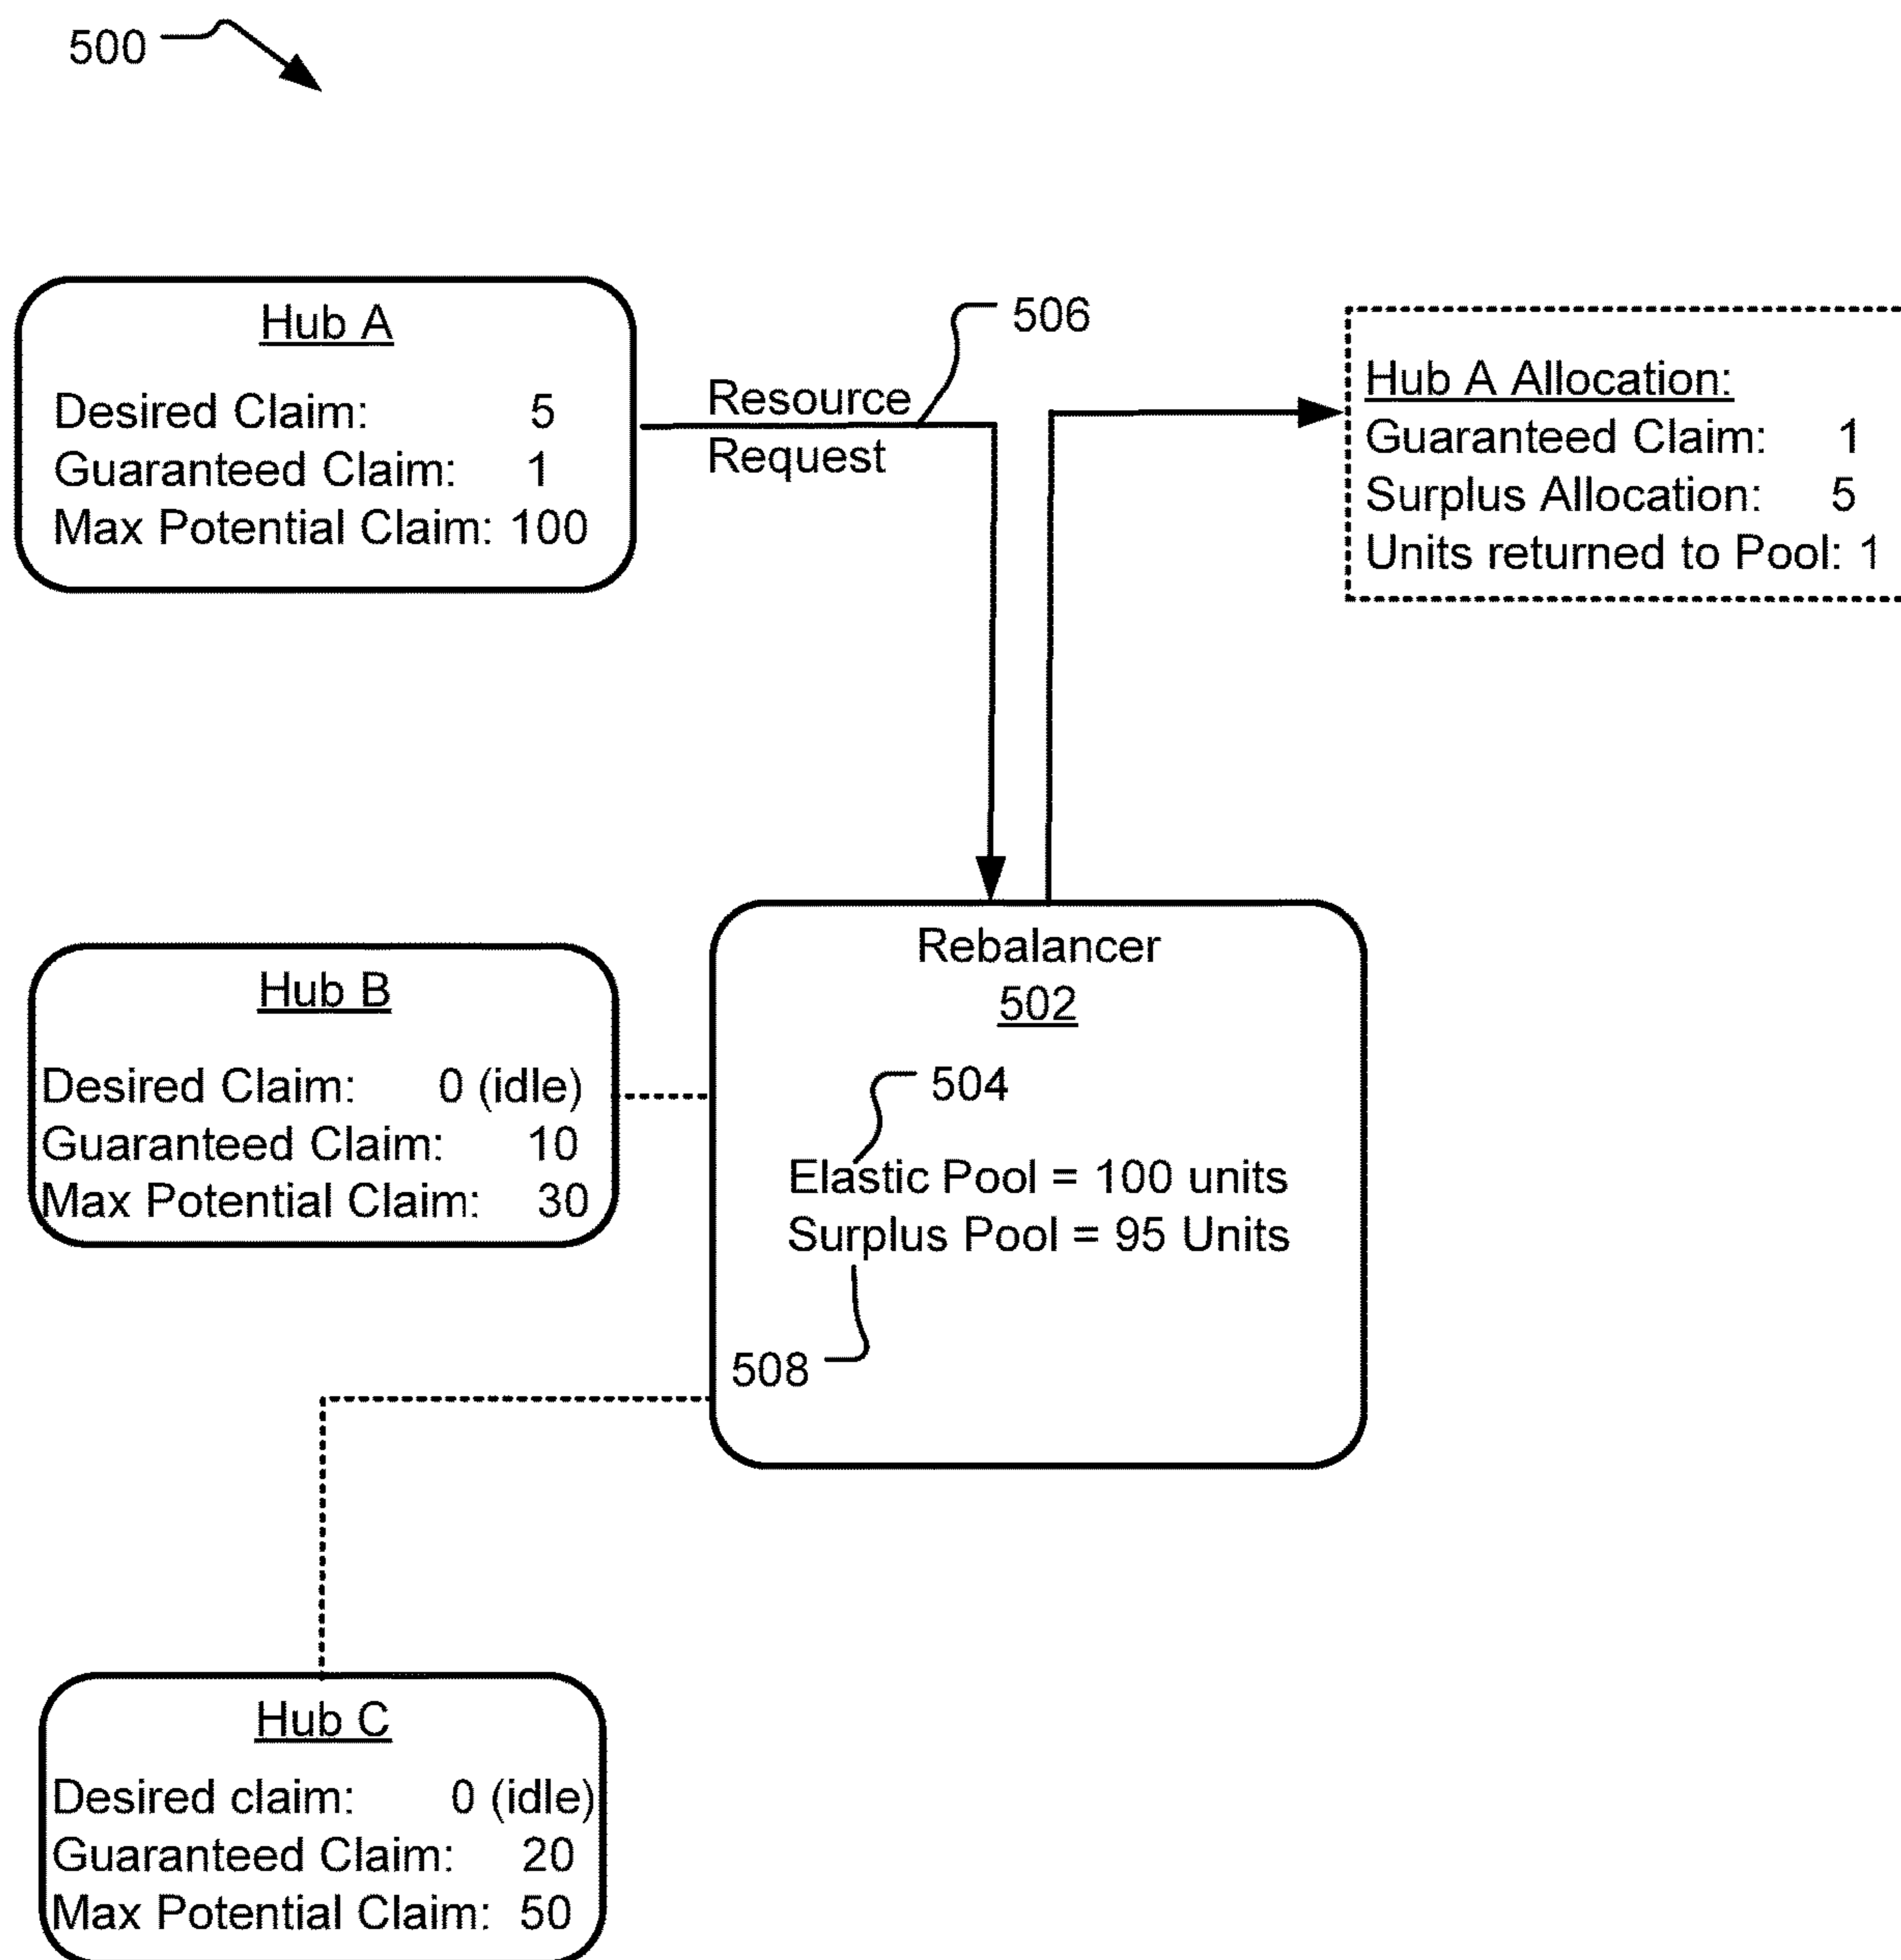 500
Hub A
Desired Claim: 5
Guaranteed Claim: 1
Max Potential Claim: 100
Resource
Request
506
Hub A Allocation:
Guaranteed Claim: 1
Surplus Allocation: 5
Units returned to Pool: 1
Hub B
Desired Claim: 0 (idle)
Guaranteed Claim: 10
Max Potential Claim: 30
Rebalancer
502
504
Elastic Pool = 100 units
Surplus Pool = 95 Units
508
Hub C
Desired claim: 0 (idle)
Guaranteed Claim: 20
Max Potential Claim: 50